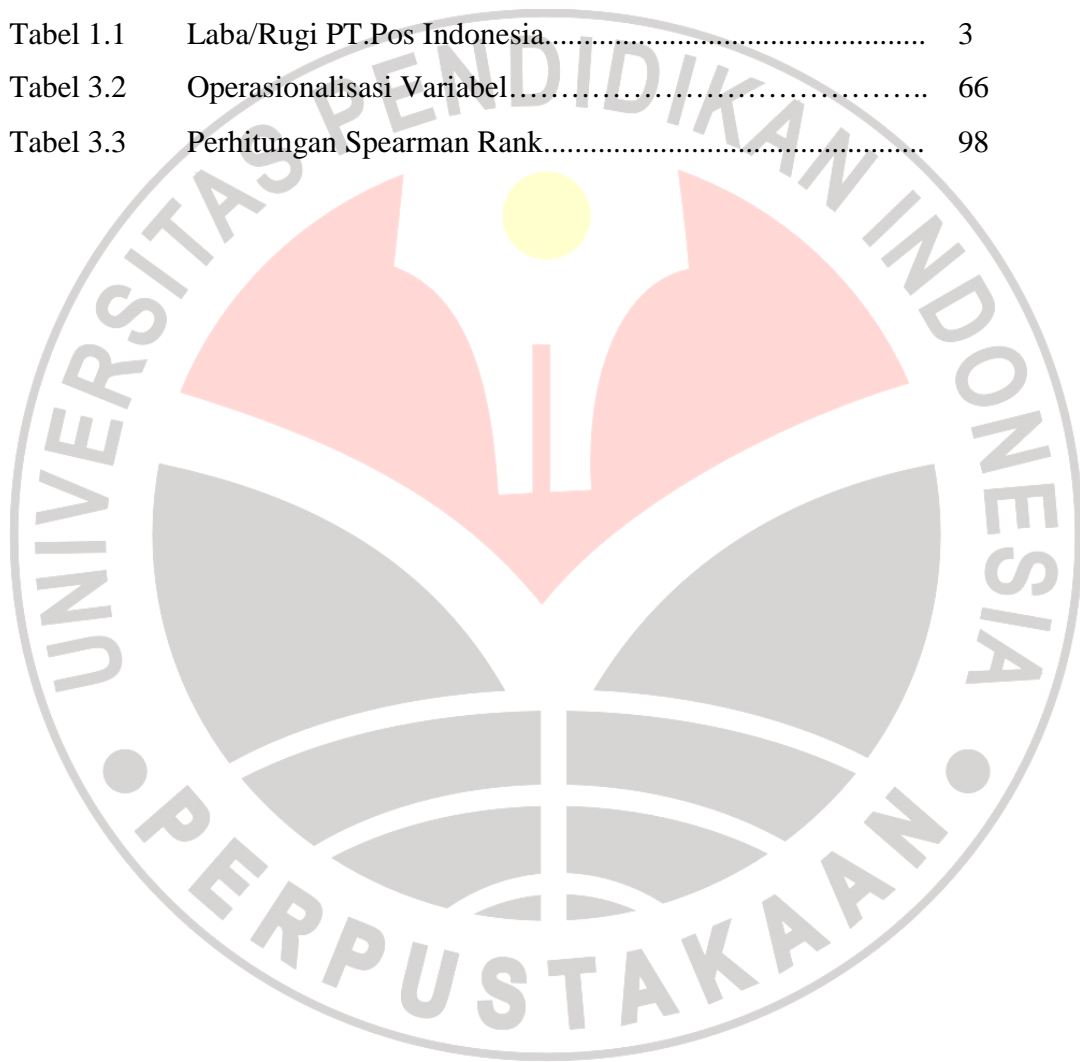 Tabel 1.1 Laba/Rugi PT.Pos Indonesia................................................. 3
Tabel 3.2 Operasionalisasi Variabel………………………………….. 66
Tabel 3.3 Perhitungan Spearman Rank................................................. 98
UNIVERSITAS PENDIDIKAN INDONESIA
PERPUSTAKAAN